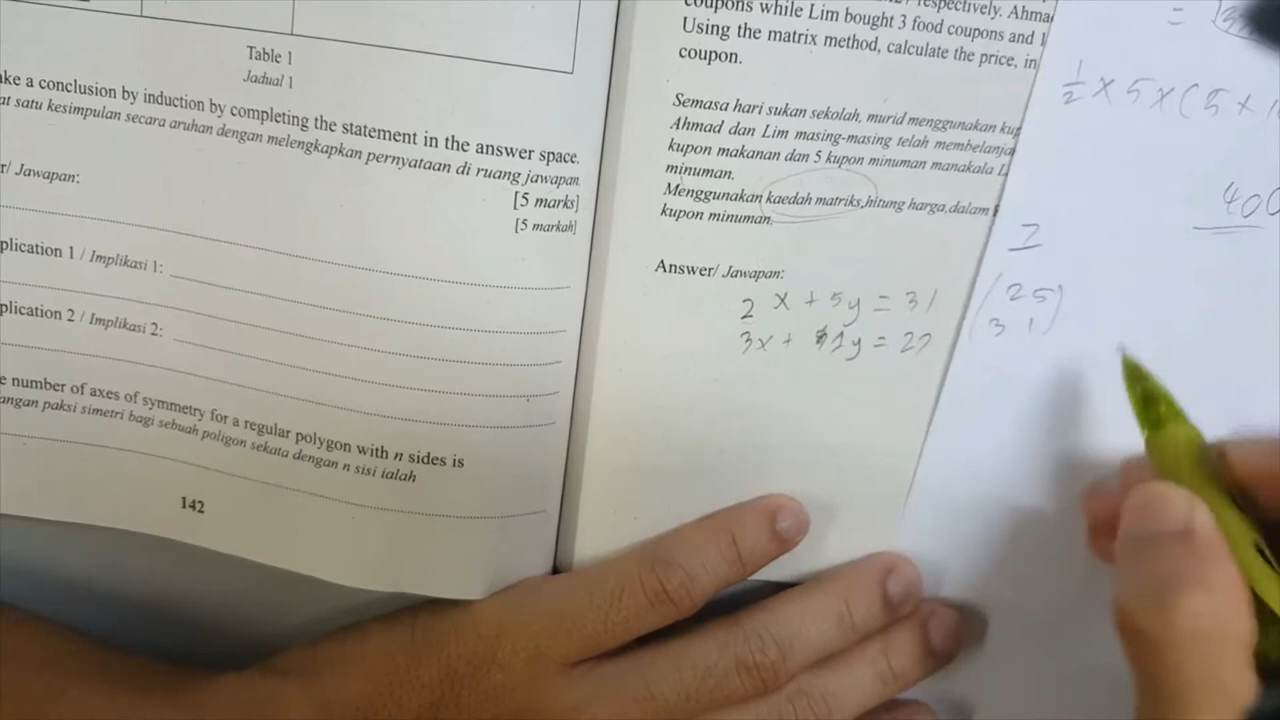 Table 1
Jadual 1
ke a conclusion by induction by completing the statement in the answer space.
at satu kesimpulan secara aruhan dengan melengkapkan pernyataan di ruang jawapan.
[5 marks]
[5 markah]
r/ Jawapan:
plication 1 / Implikasi 1:
plication 2 / Implikasi 2:
e number of axes of symmetry for a regular polygon with n sides is
angan paksi simetri bagi sebuah poligon sekata dengan n sisi ialah
142
respectively. Ahma
coupons while Lim bought 3 food coupons and 1
Using the matrix method, calculate the price, in
coupon.
Semasa hari sukan sekolah, murid menggunakan kup
Ahmad dan Lim masing-masing telah membelanja
kupon makanan dan 5 kupon minuman manakala L
minuman.
Menggunakan kaedah matriks, hitung harga, dalam
kupon minuman.
Answer/ Jawapan:
2 x + 5y = 31
3x + 1y = 27
=
1/2 × 5 × (5 +
400
(2 5
3 1)